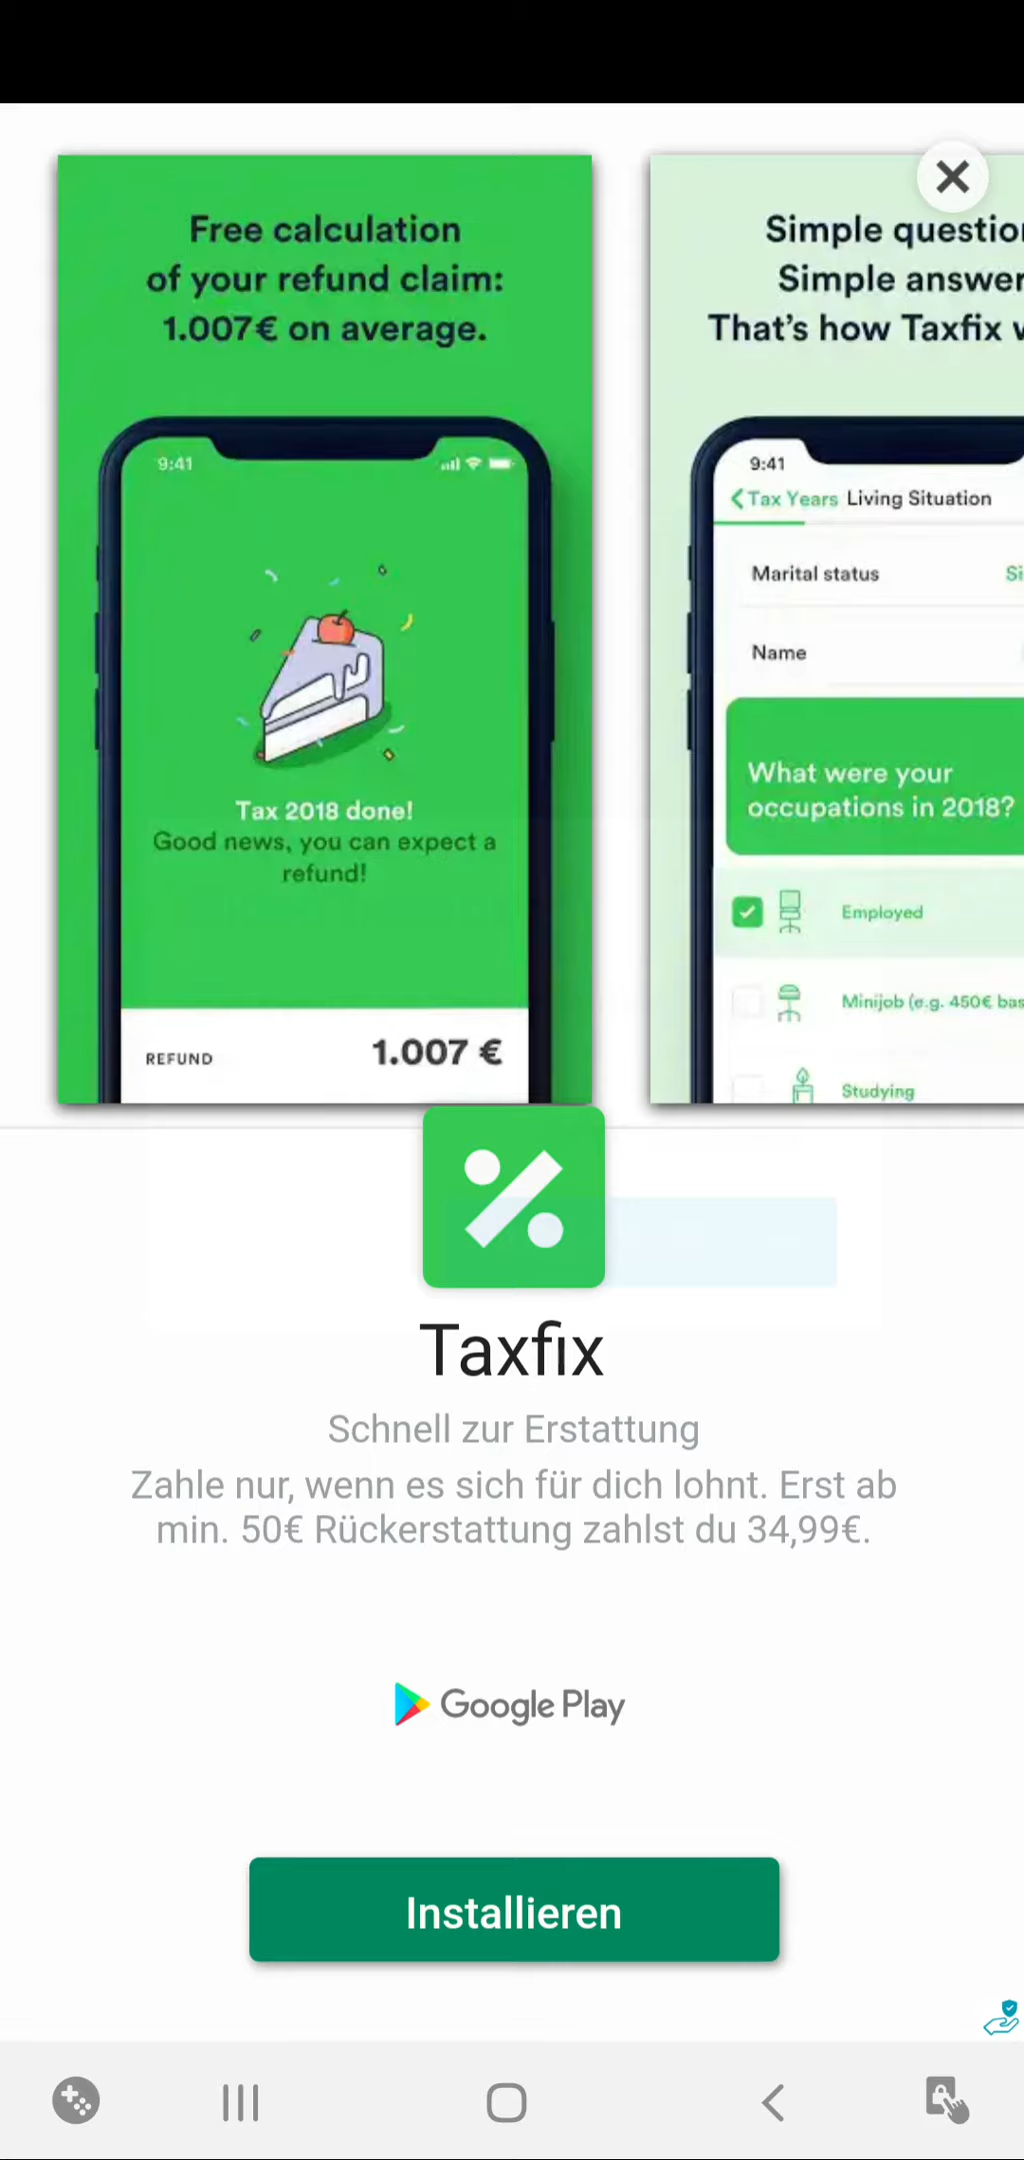 Free calculation
of your refund claim:
1.007€ on average.
9:41
Tax 2018 done!
Good news, you can expect a
refund!
REFUND 1.007 €
Simple
Simple
That's how Taxfix
9:41
Tax Years Living Situation
Marital status
Name
What were your
occupations in 2018?
Employed
Minijob (e.g. 450€
Studying
Taxfix
Schnell zur Erstattung
Zahle nur, wenn es sich für dich lohnt. Erst ab
min. 50€ Rückerstattung zahlst du 34,99€.
Google Play
Installieren